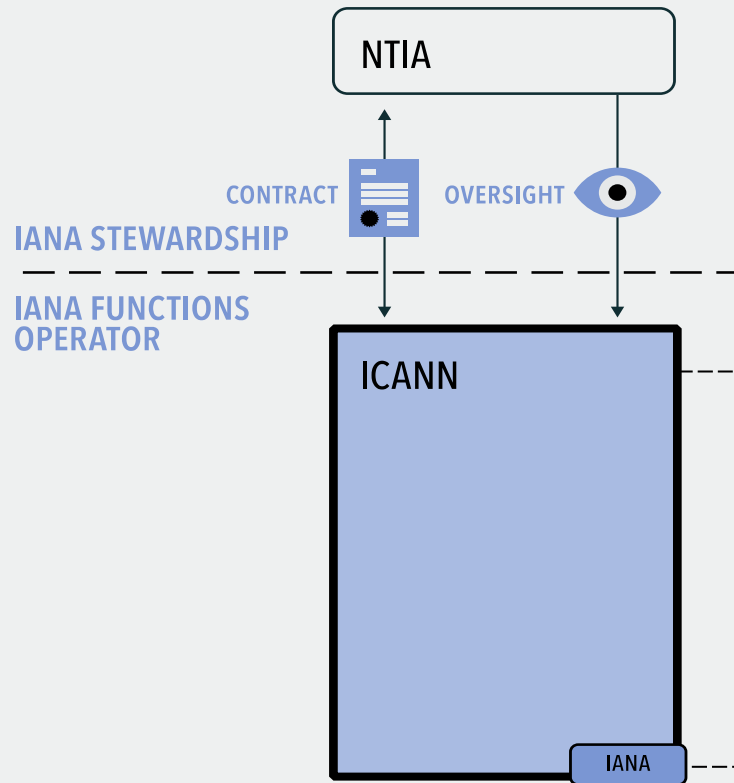 NTIA
CONTRACT
OVERSIGHT
IANA STEWARDSHIP
IANA FUNCTIONS
OPERATOR
ICANN
IANA